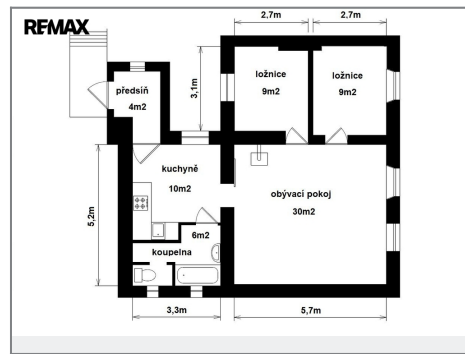 RE/MAX
2,7m
2,7m
předsíň
4m2
3,1m
ložnice
9m2
ložnice
9m2
kuchyně
10m2
obývací pokoj
30m2
5,2m
6m2
koupelna
3,3m
5,7m